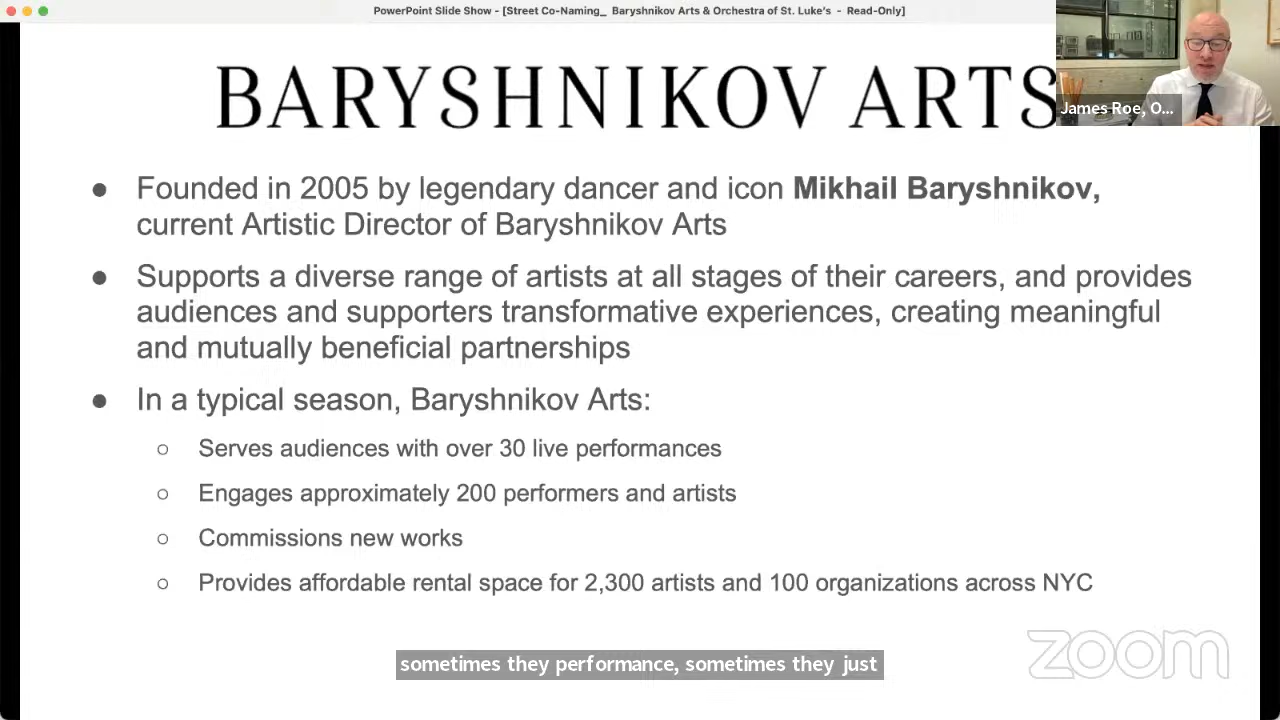 PowerPoint Slide Show - [Street Co-Naming_ Baryshnikov Arts & Orchestra of St. Luke's - Read-Only]
BARYSHNIKOV ARTS
James Roe, O...
● Founded in 2005 by legendary dancer and icon Mikhail Baryshnikov,
current Artistic Director of Baryshnikov Arts
● Supports a diverse range of artists at all stages of their careers, and provides
audiences and supporters transformative experiences, creating meaningful
and mutually beneficial partnerships
● In a typical season, Baryshnikov Arts:
○ Serves audiences with over 30 live performances
○ Engages approximately 200 performers and artists
○ Commissions new works
○ Provides affordable rental space for 2,300 artists and 100 organizations across NYC
zoom
sometimes they performance, sometimes they just